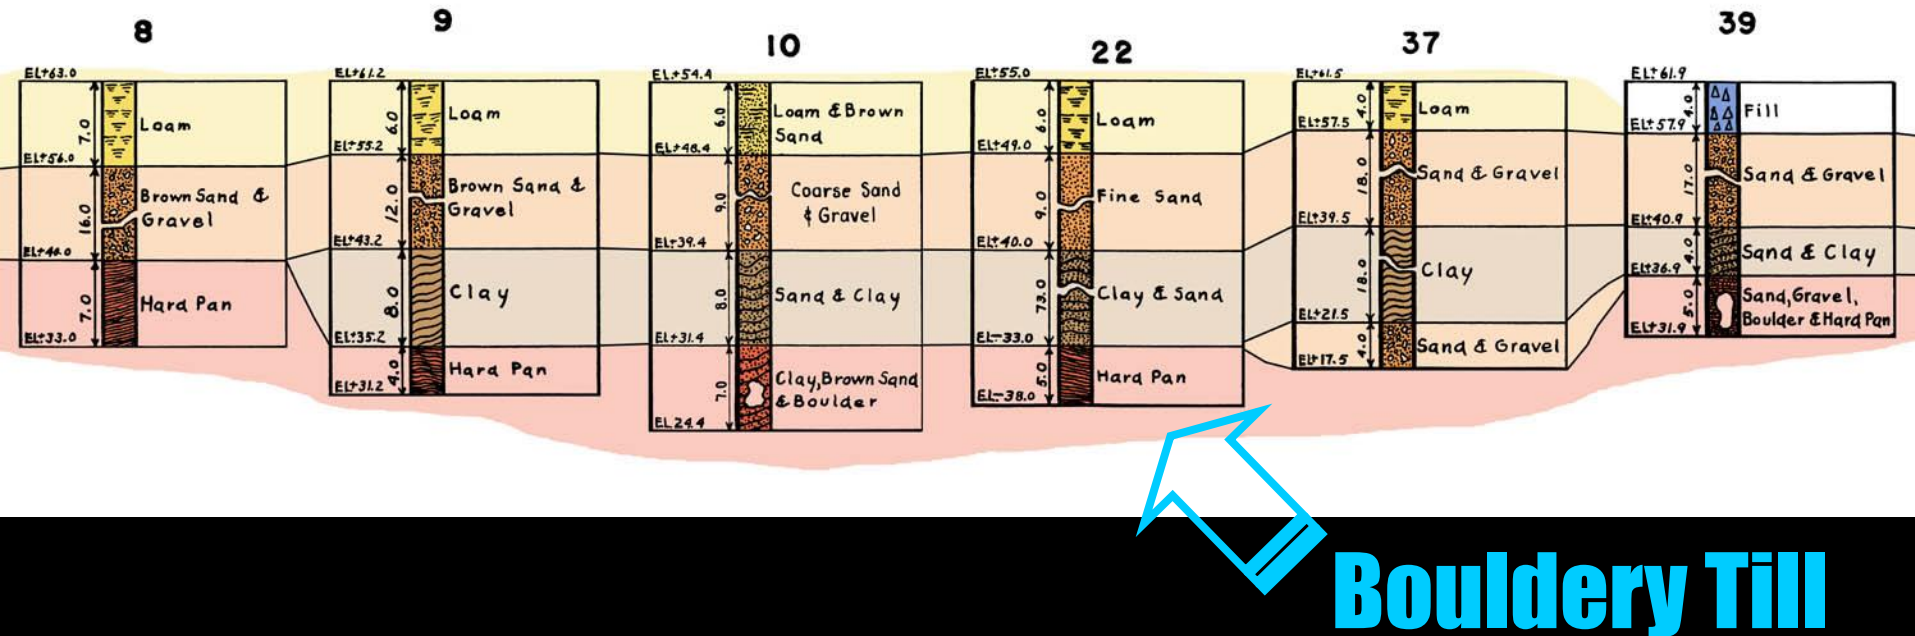 8
EL+63.0
7.0
Loam
EL+56.0
16.0
Brown Sand &
Gravel
EL+40.0
7.0
Hard Pan
EL+33.0
9
EL+61.2
6.0
Loam
EL+55.2
12.0
Brown Sand &
Gravel
EL+43.2
8.0
Clay
EL+35.2
4.0
Hard Pan
EL+31.2
10
EL+54.4
6.0
Loam & Brown
Sand
EL+48.4
9.0
Coarse Sand
& Gravel
EL+39.4
8.0
Sand & Clay
EL+31.4
7.0
Clay, Brown Sand
& Boulder
EL 24.4
22
EL+55.0
6.0
Loam
EL+49.0
9.0
Fine Sand
EL+40.0
73.0
Clay & Sand
EL-33.0
5.0
Hard Pan
EL-38.0
37
EL+61.5
4.0
Loam
EL+57.5
18.0
Sand & Gravel
EL+39.5
18.0
Clay
EL+21.5
4.0
Sand & Gravel
EL+17.5
39
EL+61.9
4.0
Fill
EL+57.9
17.0
Sand & Gravel
EL+40.9
4.0
Sand & Clay
EL+36.9
5.0
Sand, Gravel,
Boulder & Hard Pan
EL+31.9
Bouldery Till